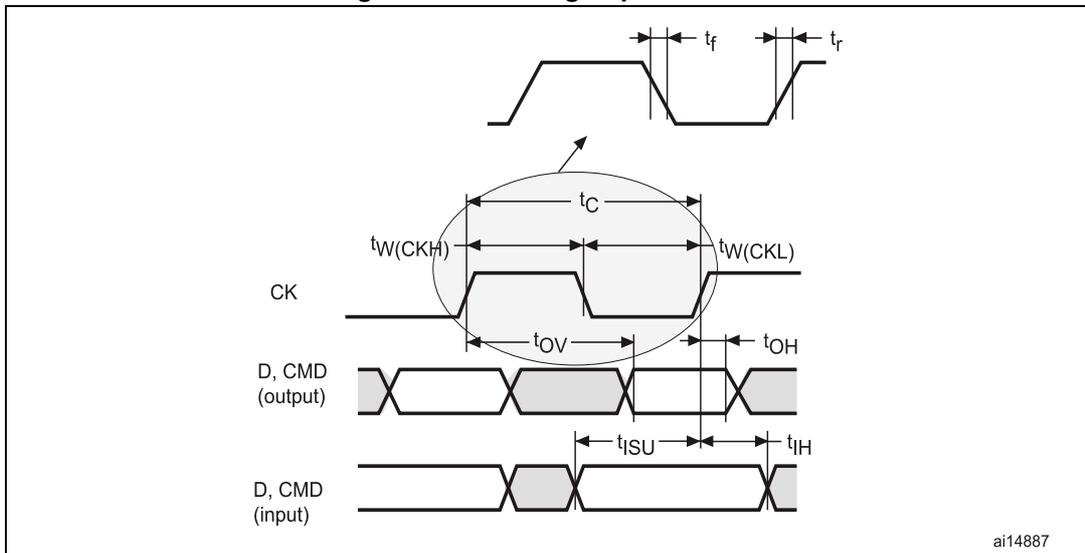 tf
tr
tC
tW(CKH)
tW(CKL)
CK
tOV
tOH
D, CMD
(output)
tISU
tIH
D, CMD
(input)
ai14887